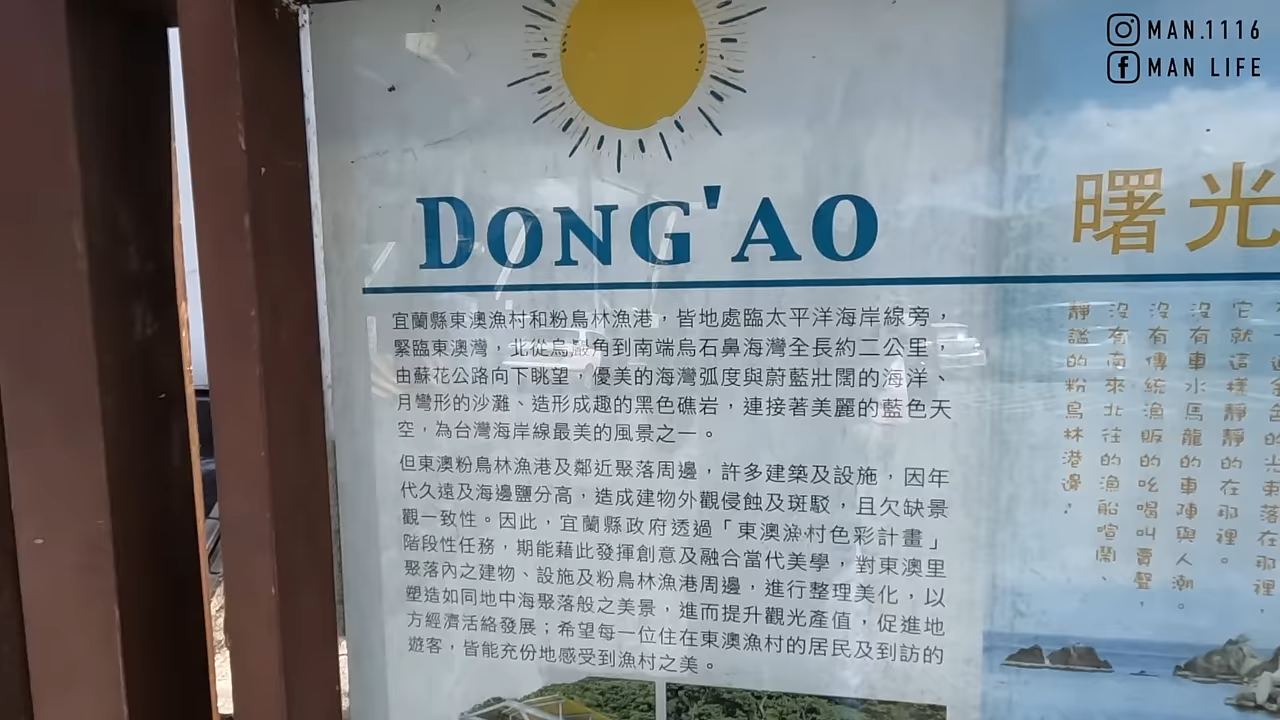 MAN.1116
MAN LIFE
DONG'AO
宜蘭縣東澳漁村和粉鳥林漁港，皆地處臨太平洋海岸線旁，
緊臨東澳灣，北從烏巖角到南端烏石鼻海灣全長約二公里，
由蘇花公路向下眺望，優美的海灣弧度與蔚藍壯闊的海洋、
月彎形的沙灘、造形成趣的黑色礁岩，連接著美麗的藍色天
空，為台灣海岸線最美的風景之一。
但東澳粉鳥林漁港及鄰近聚落周邊，許多建築及設施，因年
代久遠及海邊鹽分高，造成建物外觀侵蝕及斑駁，且欠缺景
觀一致性。因此，宜蘭縣政府透過「東澳漁村色彩計畫」
階段性任務，期能藉此發揮創意及融合當代美學，對東澳里
聚落內之建物、設施及粉鳥林漁港周邊，進行整理美化，以
塑造如同地中海聚落般之美景，進而提升觀光產值，促進地
方經濟活絡發展；希望每一位住在東澳漁村的居民及到訪的
遊客，皆能充份地感受到漁村之美。
曙光
落在那裡，
它就這樣靜靜的在那裡。
沒有車水馬龍的車陣與人潮。
沒有傳統漁販的吆喝叫賣聲，
沒有南來北往的漁船喧鬧、
靜謐的粉鳥林港邊，